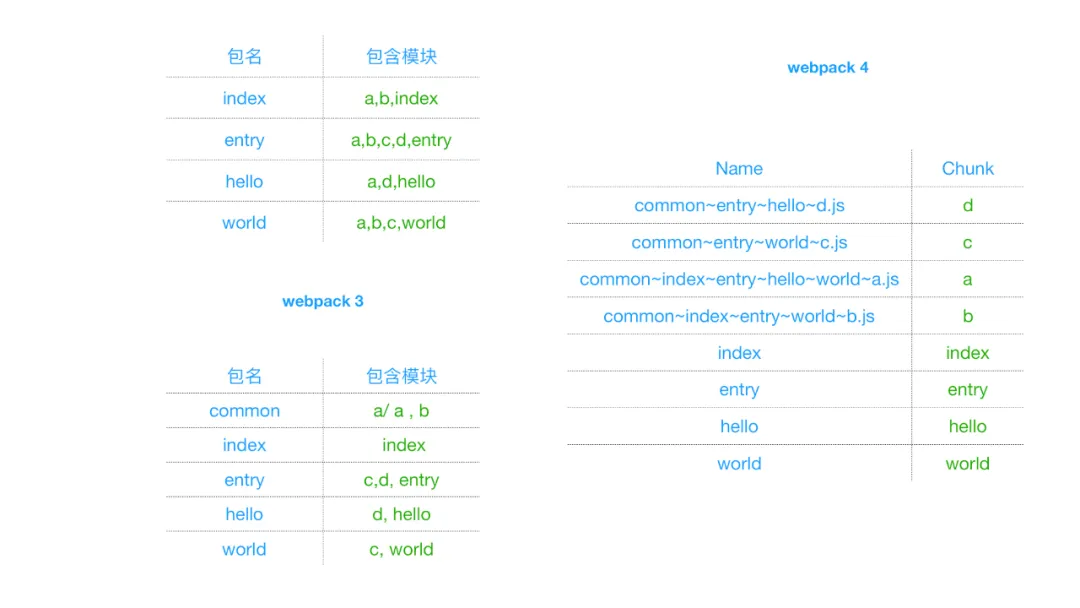 包名 包含模块
index a,b,index
entry a,b,c,d,entry
hello a,d,hello
world a,b,c,world
webpack 3
包名 包含模块
common a/ a , b
index index
entry c,d, entry
hello d, hello
world c, world
webpack 4
Name Chunk
common~entry~hello~d.js d
common~entry~world~c.js c
common~index~entry~hello~world~a.js a
common~index~entry~world~b.js b
index index
entry entry
hello hello
world world